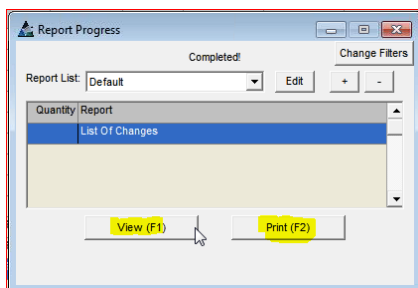 Report Progress
Completed!
Change Filters
Report List: Default
Edit
+
-
Quantity Report
List Of Changes
View (F1)
Print (F2)